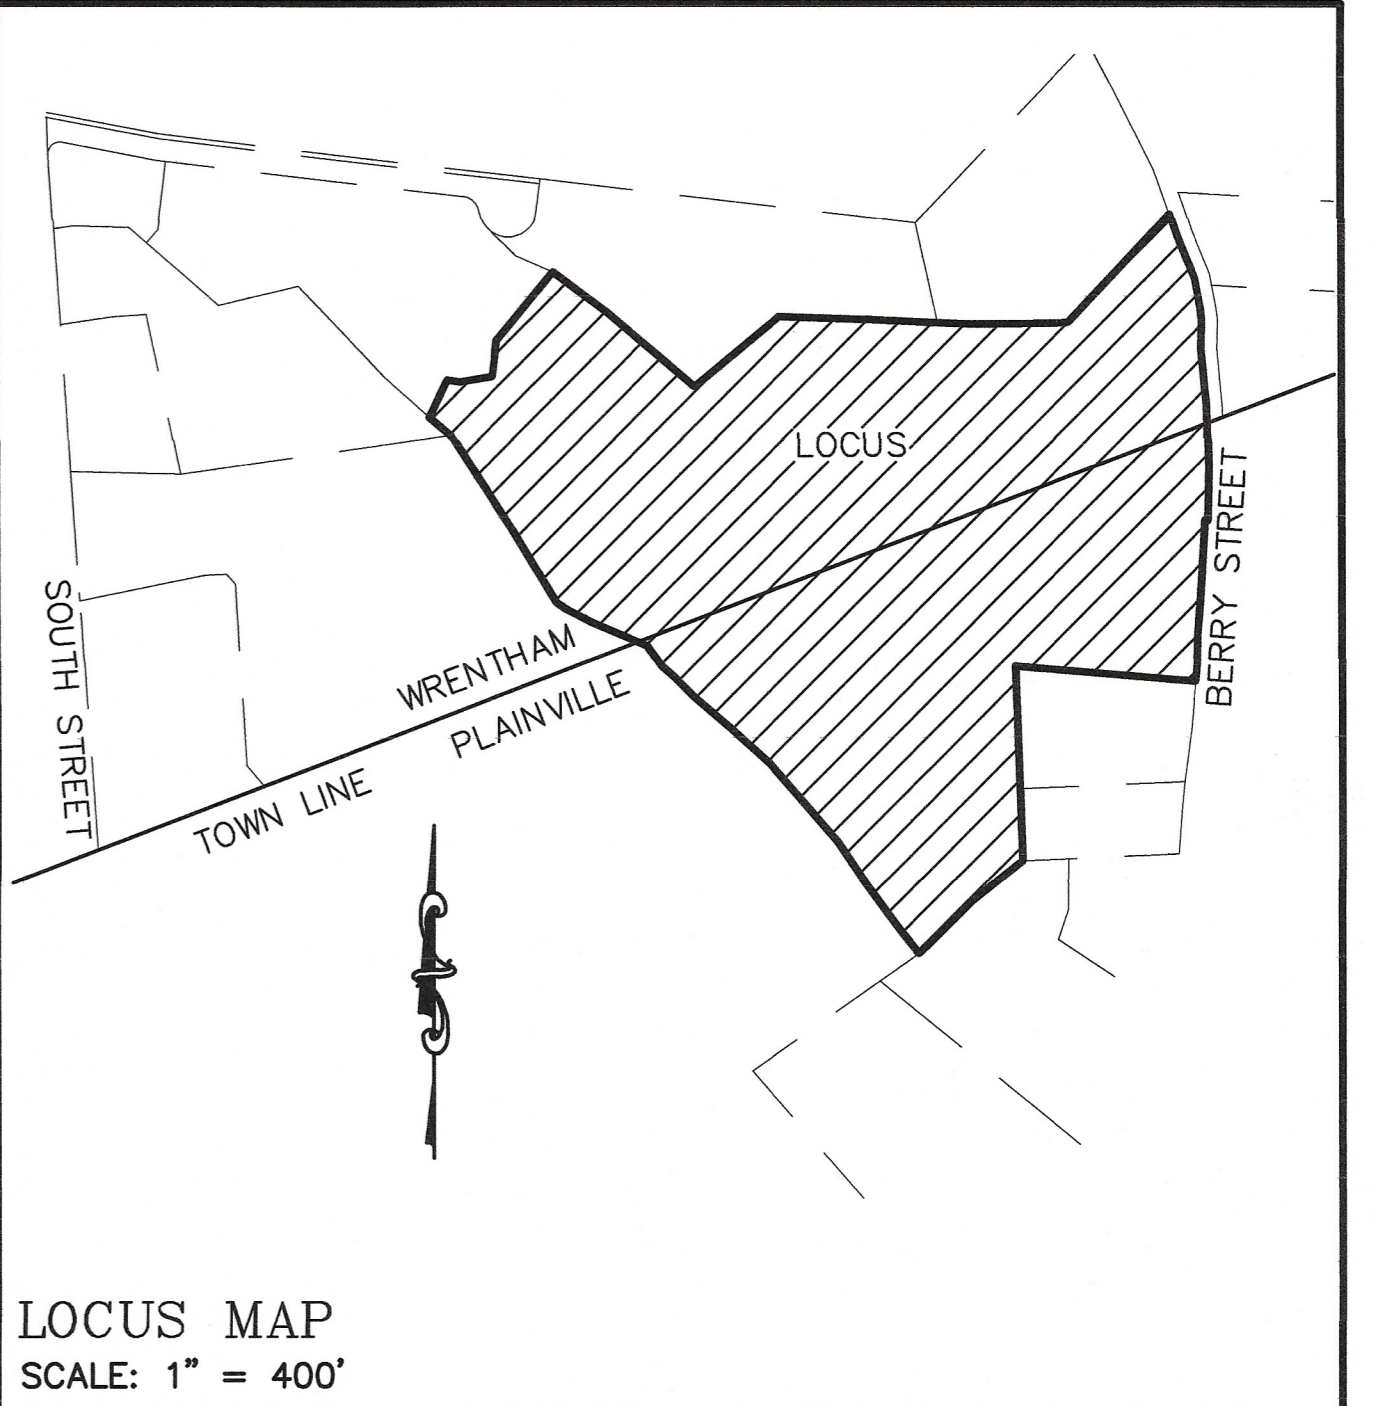 LOCUS
BERRY STREET
SOUTH STREET
WRENTHAM
PLAINVILLE
TOWN LINE
LOCUS MAP
SCALE: 1" = 400'